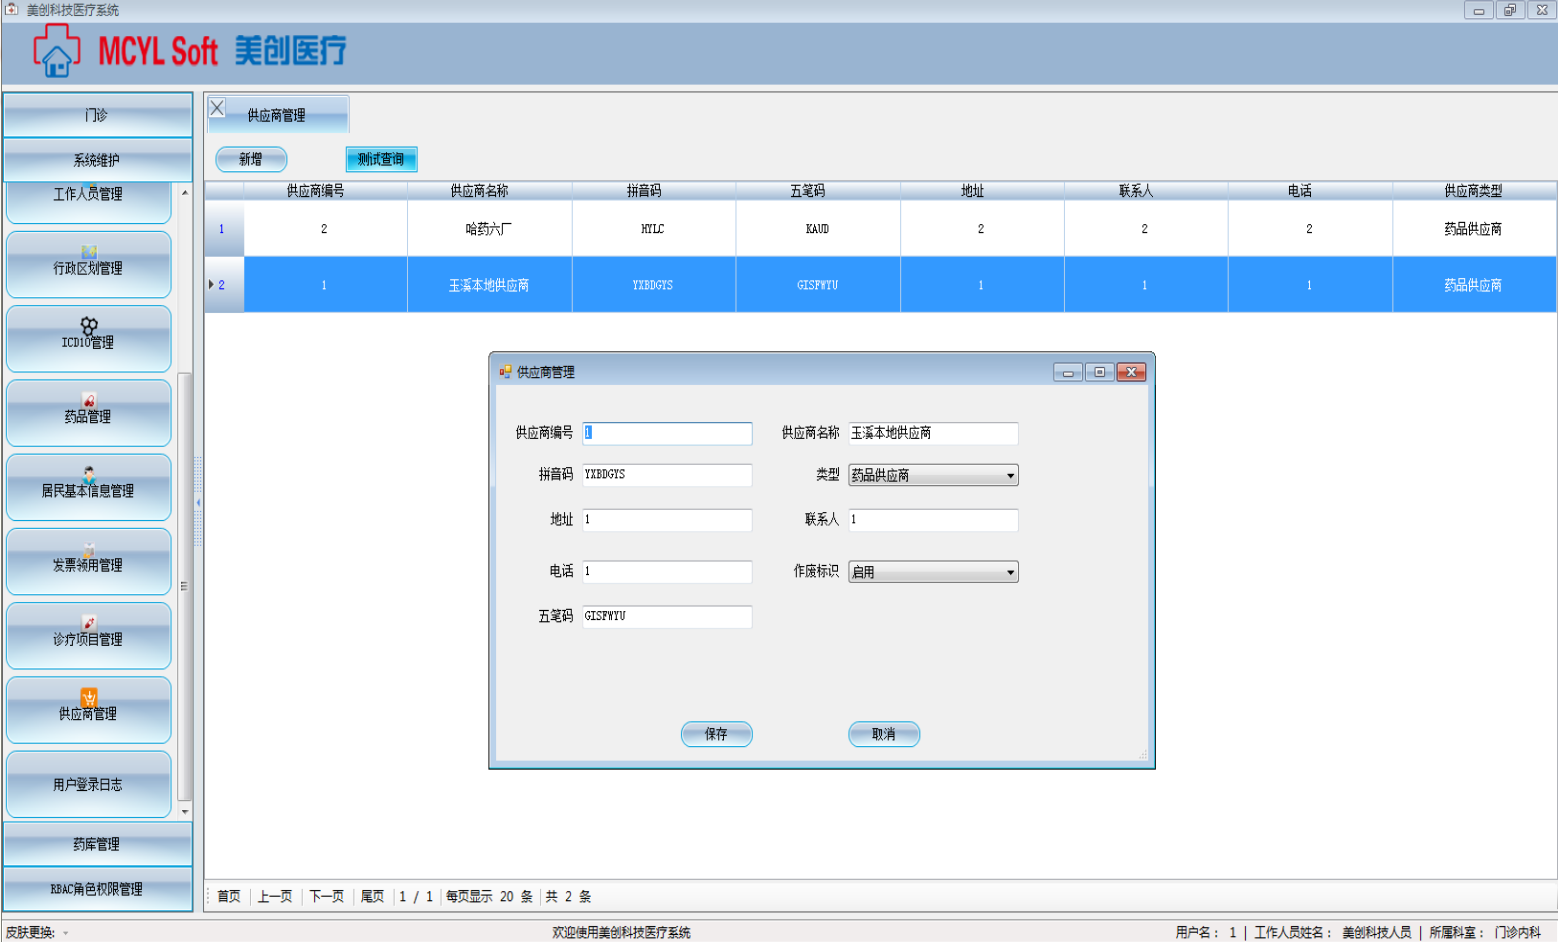 美创科技医疗系统
MCYL Soft 美创医疗
门诊
系统维护
工作人员管理
行政区划管理
ICD10管理
药品管理
居民基本信息管理
发票领用管理
诊疗项目管理
供应商管理
用户登录日志
药库管理
RBAC角色权限管理
供应商管理
新增 测试查询
供应商编号 供应商名称 拼音码 五笔码 地址 联系人 电话 供应商类型
1 2 哈药六厂 HYLC KAUD 2 2 2 药品供应商
2 1 玉溪本地供应商 YXBDGYS GISFWYU 1 1 1 药品供应商
供应商管理
供应商编号 1 供应商名称 玉溪本地供应商
拼音码 YXBDGYS 类型 药品供应商
地址 1 联系人 1
电话 1 作废标识 启用
五笔码 GISFWYU
保存 取消
首页 上一页 下一页 尾页 1 / 1 每页显示 20 条 共 2 条
皮肤更换: 欢迎使用美创科技医疗系统 用户名: 1 | 工作人员姓名: 美创科技人员 | 所属科室: 门诊内科